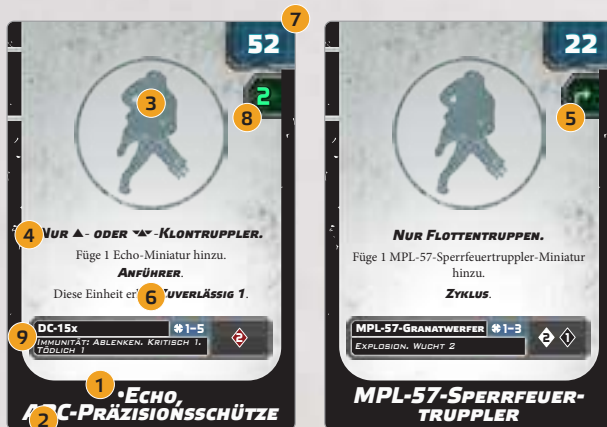 7
52
22
3
2
8
5
4
NUR ▲- ODER -KLONTRUPPLER.
Füge 1 Echo-Miniatur hinzu.
ANFÜHRER.
Diese Einheit 6 ZUVERLÄSSIG 1.
NUR FLOTTENTRUPPEN.
Füge 1 MPL-57-Sperrfeuertruppler-Miniatur
hinzu.
ZYKLUS.
9
DC-15X
1-5
2
IMMUNITÄT: ABLENKEN. KRITISCH 1.
TÖDLICH 1
MPL-57-GRANATWERFER
1-3
2
1
EXPLOSION. WUCHT 2
1
•ECHO,
2
-PRÄZISIONSSCHÜTZE
MPL-57-SPERRFEUER-
TRUPPLER